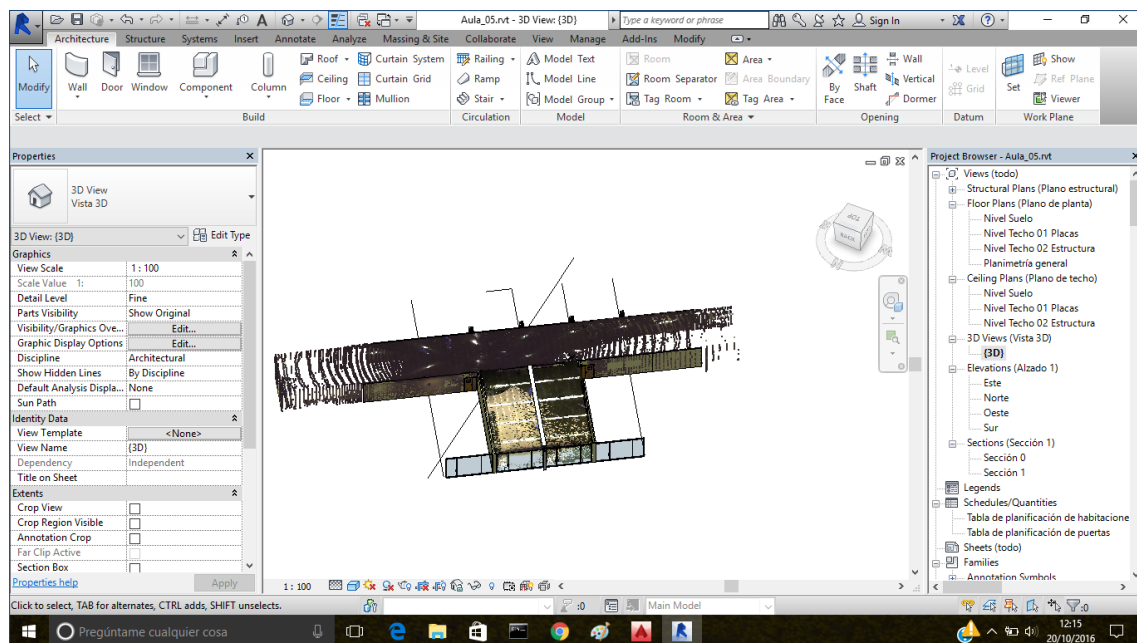 Aula_05.rvt - 3D View: {3D}
Type a keyword or phrase
Sign In
Architecture Structure Systems Insert Annotate Analyze Massing & Site Collaborate View Manage Add-Ins Modify
Modify
Wall
Door
Window
Component
Column
Roof
Curtain System
Ceiling
Curtain Grid
Floor
Mullion
Railing
Ramp
Stair
Model Text
Model Line
Model Group
Room
Room Separator
Tag Room
Area
Area Boundary
Tag Area
By Face
Shaft
Wall
Vertical
Dormer
Level
Grid
Set
Show
Ref Plane
Viewer
Select
Build
Circulation
Model
Room & Area
Opening
Datum
Work Plane
Properties
3D View
Vista 3D
3D View: {3D}
Edit Type
Graphics
View Scale 1 : 100
Scale Value 1: 100
Detail Level Fine
Parts Visibility Show Original
Visibility/Graphics Ove... Edit...
Graphic Display Options Edit...
Discipline Architectural
Show Hidden Lines By Discipline
Default Analysis Displa... None
Sun Path
Identity Data
View Template <None>
View Name {3D}
Dependency Independent
Title on Sheet
Extents
Crop View
Crop Region Visible
Annotation Crop
Far Clip Active
Section Box
Properties help
Apply
TOP
BACK
1 : 100
Project Browser - Aula_05.rvt
Views (todo)
Structural Plans (Plano estructural)
Floor Plans (Plano de planta)
Nivel Suelo
Nivel Techo 01 Placas
Nivel Techo 02 Estructura
Planimetría general
Ceiling Plans (Plano de techo)
Nivel Suelo
Nivel Techo 01 Placas
Nivel Techo 02 Estructura
3D Views (Vista 3D)
{3D}
Elevations (Alzado 1)
Este
Norte
Oeste
Sur
Sections (Sección 1)
Sección 0
Sección 1
Legends
Schedules/Quantities
Tabla de planificación de habitacione
Tabla de planificación de puertas
Sheets (todo)
Families
Annotation Symbols
Click to select, TAB for alternates, CTRL adds, SHIFT unselects.
:0
Main Model
:0
Pregúntame cualquier cosa
12:15
20/10/2016